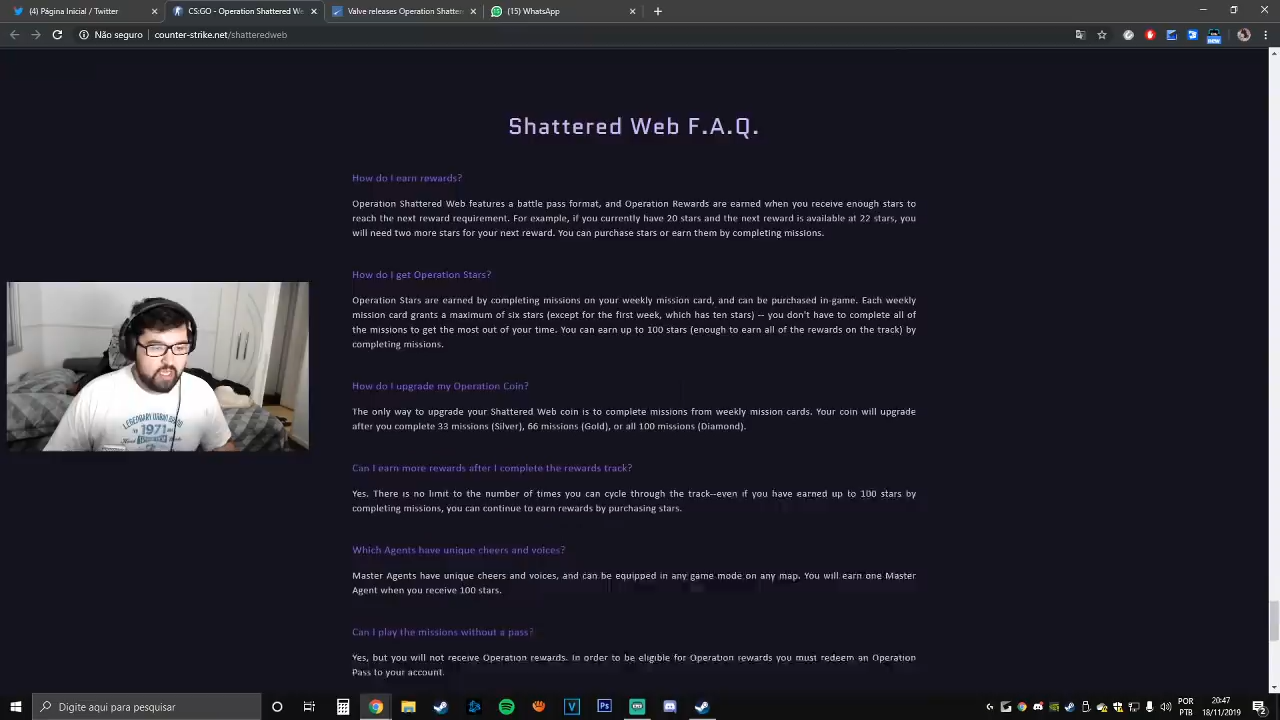 (4) Página Inicial / Twitter
CSGO - Operation Shattered We
Valve releases Operation Shatter
(15) WhatsApp
Não seguro
counter-strike.net/shatteredweb
new
Shattered Web F.A.Q.
How do I earn rewards?
Operation Shattered Web features a battle pass format, and Operation Rewards are earned when you receive enough stars to
reach the next reward requirement. For example, if you currently have 20 stars and the next reward is available at 22 stars, you
will need two more stars for your next reward. You can purchase stars or earn them by completing missions.
How do I get Operation Stars?
Operation Stars are earned by completing missions on your weekly mission card, and can be purchased in-game. Each weekly
mission card grants a maximum of six stars (except for the first week, which has ten stars) -- you don't have to complete all of
the missions to get the most out of your time. You can earn up to 100 stars (enough to earn all of the rewards on the track) by
completing missions.
How do I upgrade my Operation Coin?
The only way to upgrade your Shattered Web coin is to complete missions from weekly mission cards. Your coin will upgrade
after you complete 33 missions (Silver), 66 missions (Gold), or all 100 missions (Diamond).
Can I earn more rewards after I complete the rewards track?
Yes. There is no limit to the number of times you can cycle through the track--even if you have earned up to 100 stars by
completing missions, you can continue to earn rewards by purchasing stars.
Which Agents have unique cheers and voices?
Master Agents have unique cheers and voices, and can be equipped in any game mode on any map. You will earn one Master
Agent when you receive 100 stars.
Can I play the missions without a pass?
Yes, but you will not receive Operation rewards. In order to be eligible for Operation rewards you must redeem an Operation
Pass to your account.
LEGENDARY
1971
Digite aqui para pesquisar
POR
PTB
20:47
18/11/2019